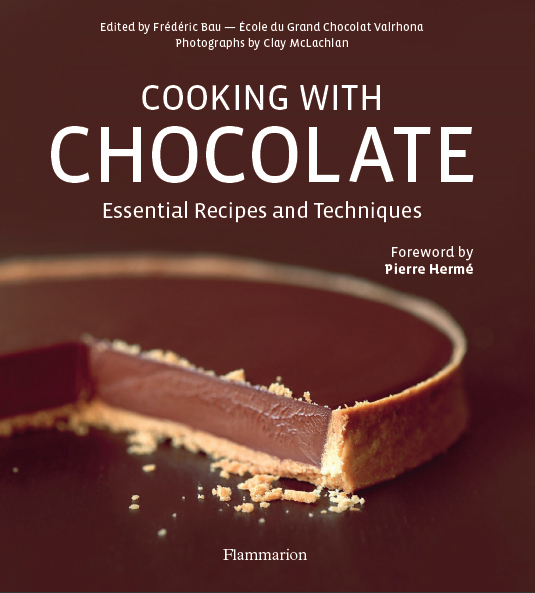 Edited by Frédéric Bau — École du Grand Chocolat Valrhona
Photographs by Clay McLachlan
COOKING WITH
CHOCOLATE
Essential Recipes and Techniques
Foreword by
Pierre Hermé
Flammarion